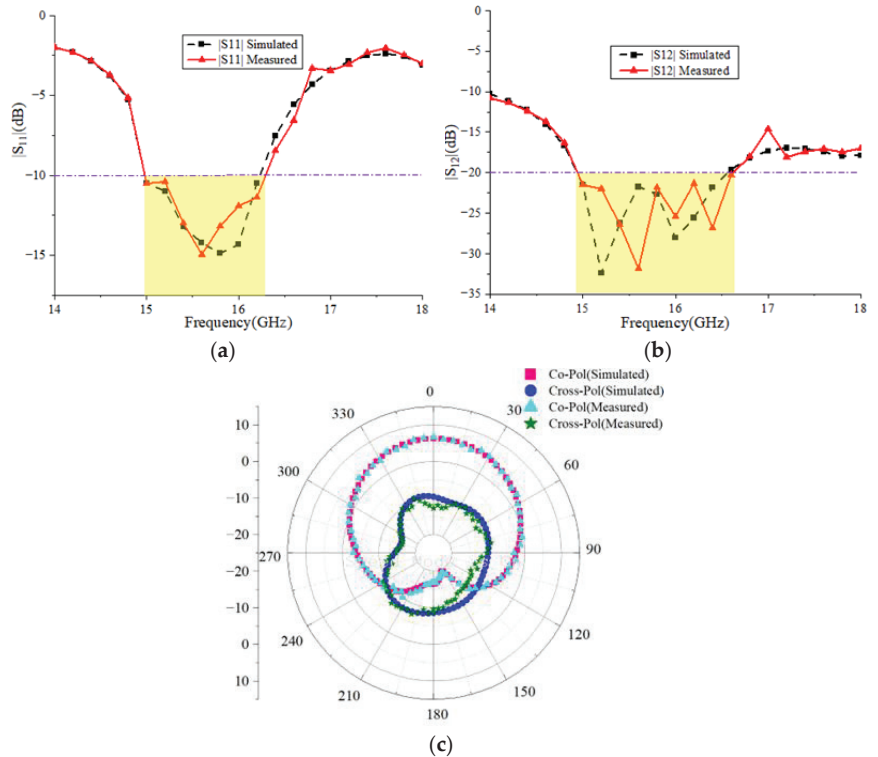 |S11| Simulated
|S11| Measured
|S₁₁|(dB)
0
−5
−10
−15
14
15
16
17
18
Frequency(GHz)
(a)
|S12| Simulated
|S12| Measured
|S₁₂|(dB)
0
−5
−10
−15
−20
−25
−30
−35
14
15
16
17
18
Frequency(GHz)
(b)
Co-Pol(Simulated)
Cross-Pol(Simulated)
Co-Pol(Measured)
Cross-Pol(Measured)
10
0
−10
−20
−20
−10
0
10
0
30
60
90
120
150
180
210
240
270
300
330
(c)